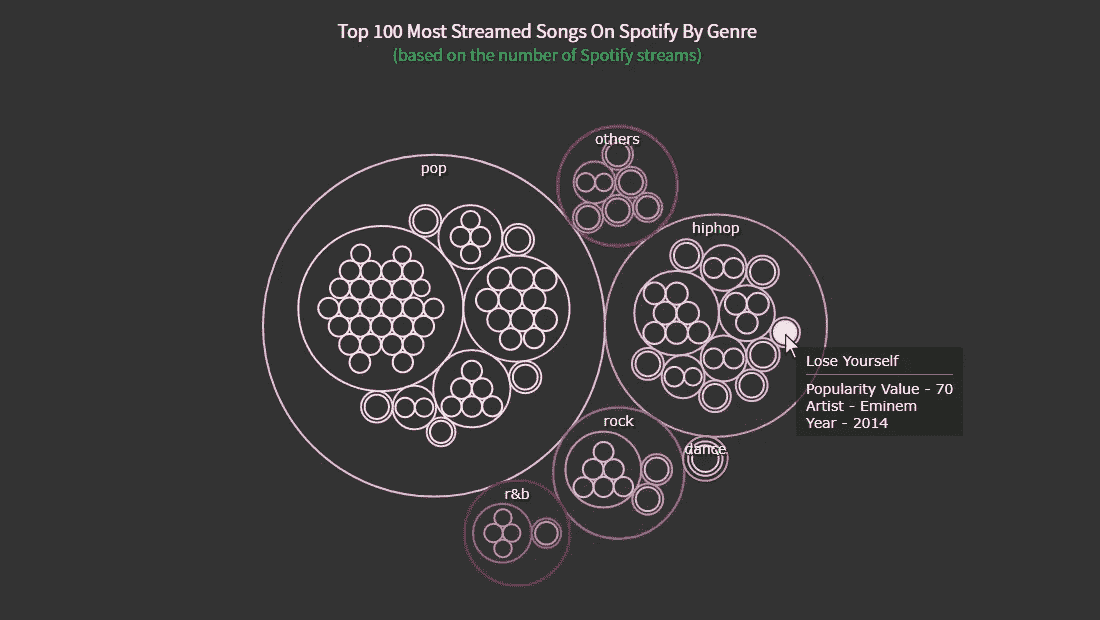 Top 100 Most Streamed Songs On Spotify By Genre
(based on the number of Spotify streams)
others
pop
hiphop
Lose Yourself
Popularity Value - 70
Artist - Eminem
Year - 2014
rock
dance
r&b